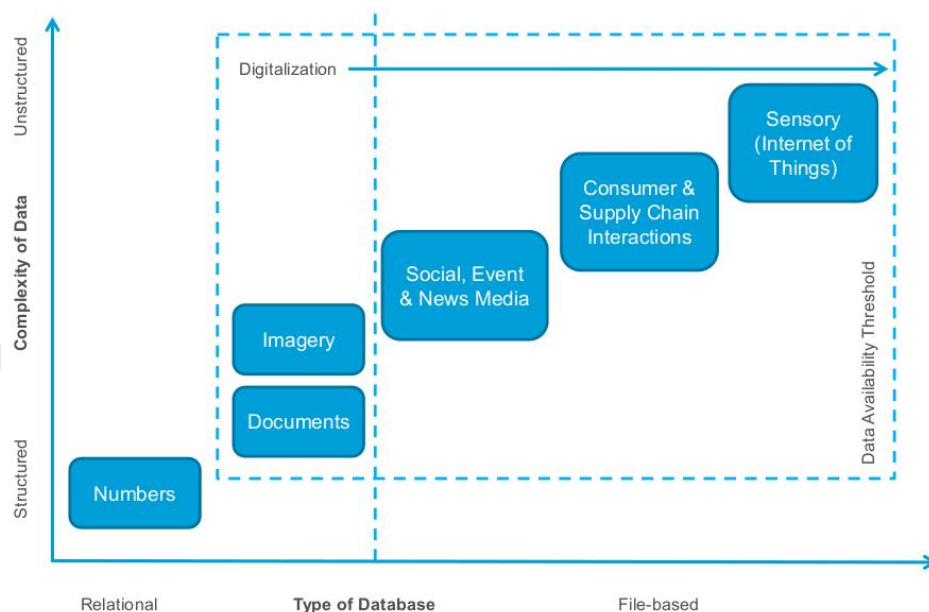 Unstructured
Complexity of Data
Structured
Digitalization
Sensory
(Internet of
Things)
Consumer &
Supply Chain
Interactions
Social, Event
& News Media
Imagery
Documents
Numbers
Data Availability Threshold
Relational
Type of Database
File-based